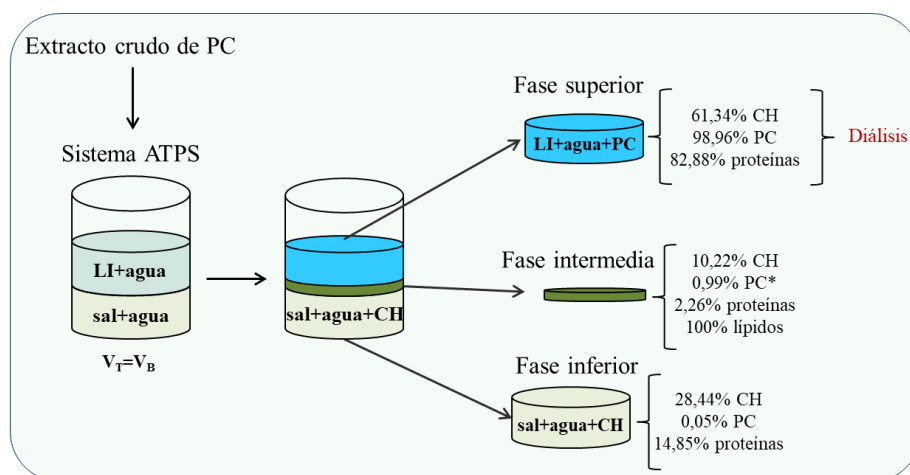 Extracto crudo de PC
Sistema ATPS
LI+agua
sal+agua
V_T=V_B
sal+agua+CH
Fase superior
LI+agua+PC
61,34% CH
98,96% PC
82,88% proteínas
Diálisis
Fase intermedia
10,22% CH
0,99% PC*
2,26% proteínas
100% lípidos
Fase inferior
sal+agua+CH
28,44% CH
0,05% PC
14,85% proteínas